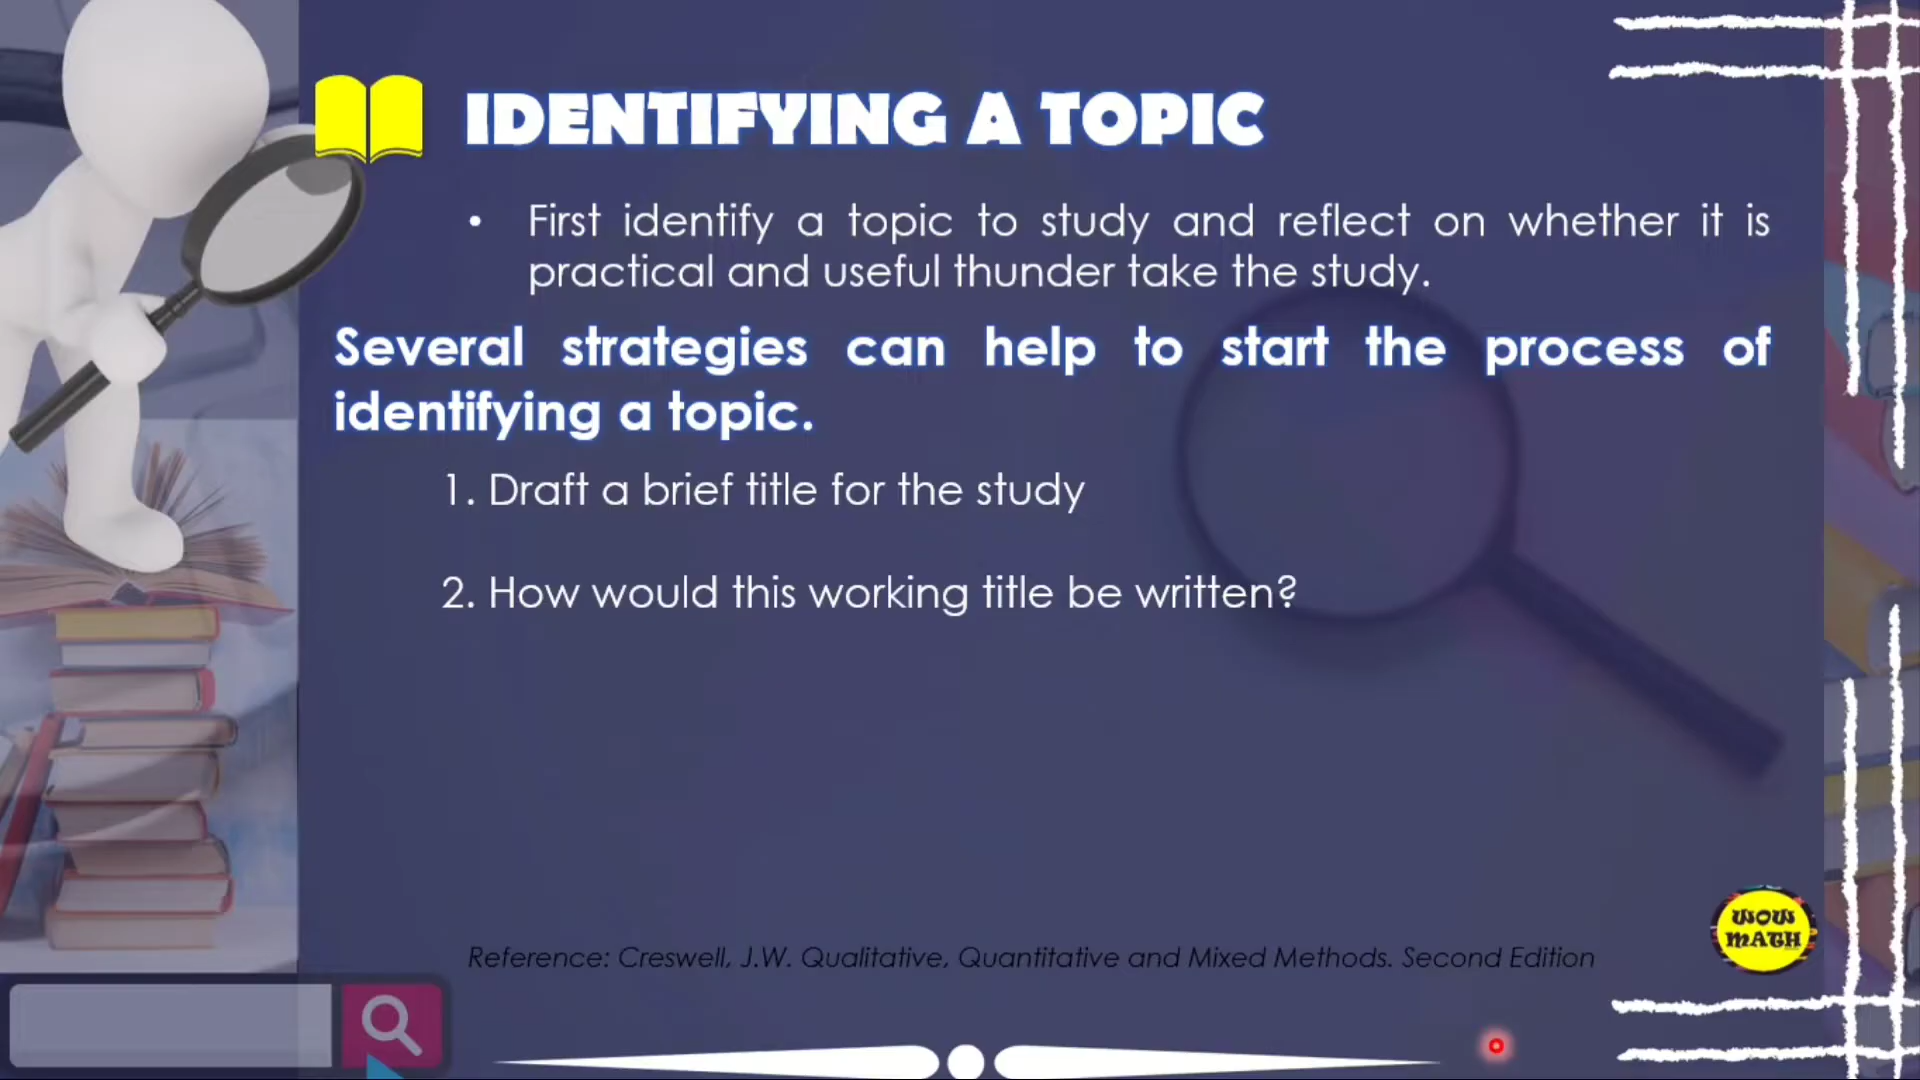 IDENTIFYING A TOPIC
• First identify a topic to study and reflect on whether it is
practical and useful thunder take the study.
Several strategies can help to start the process of
identifying a topic.
1. Draft a brief title for the study
2. How would this working title be written?
Reference: Creswell, J.W. Qualitative, Quantitative and Mixed Methods. Second Edition
WOW
MATH